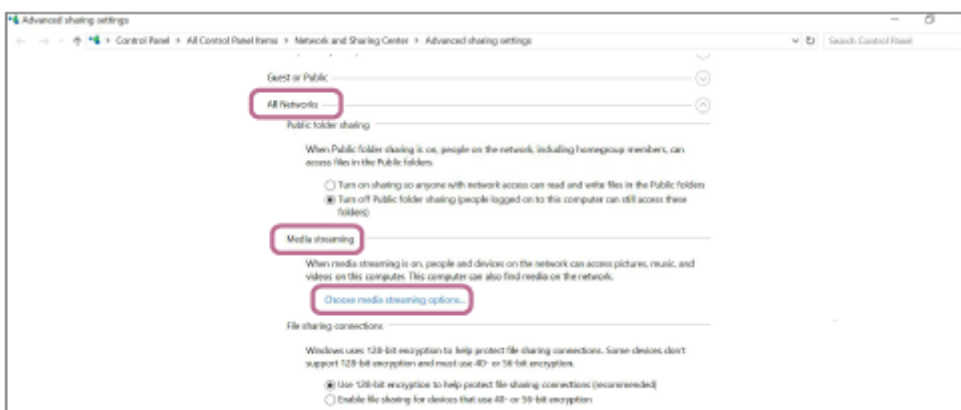 Advanced sharing settings
Control Panel > All Control Panel Items > Network and Sharing Center > Advanced sharing settings
Search Control Panel
Guest or Public
All Networks
Public folder sharing
When Public folder sharing is on, people on the network, including homegroup members, can
access files in the Public folders.
Turn on sharing so anyone with network access can read and write files in the Public folders
Turn off Public folder sharing (people logged on to this computer can still access these
folders)
Media streaming
When media streaming is on, people and devices on the network can access pictures, music, and
videos on this computer. This computer can also find media on the network.
Choose media streaming options...
File sharing connections
Windows uses 128-bit encryption to help protect file sharing connections. Some devices don't
support 128-bit encryption and must use 40- or 56-bit encryption.
Use 128-bit encryption to help protect file sharing connections (recommended)
Enable file sharing for devices that use 40- or 56-bit encryption